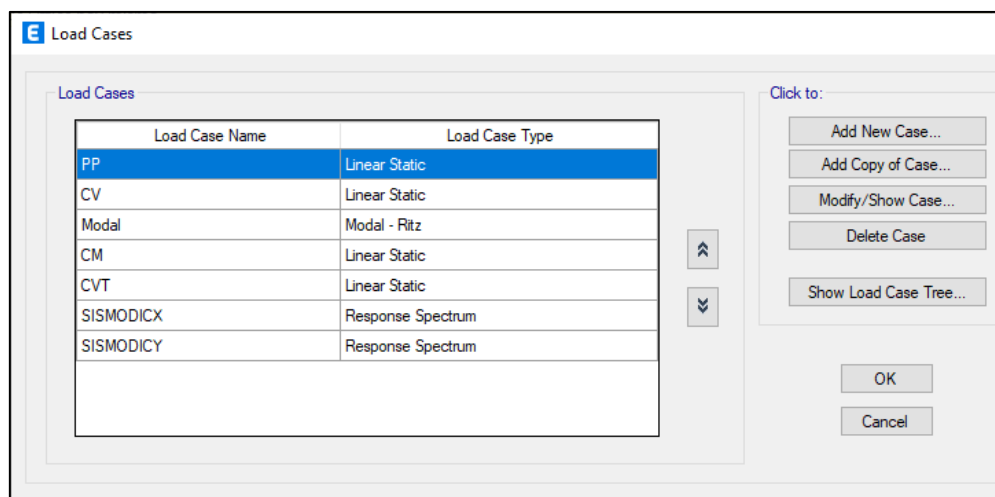 E Load Cases
Load Cases
Load Case Name Load Case Type
PP Linear Static
CV Linear Static
Modal Modal - Ritz
CM Linear Static
CVT Linear Static
SISMODICX Response Spectrum
SISMODICY Response Spectrum
Click to:
Add New Case...
Add Copy of Case...
Modify/Show Case...
Delete Case
Show Load Case Tree...
OK
Cancel